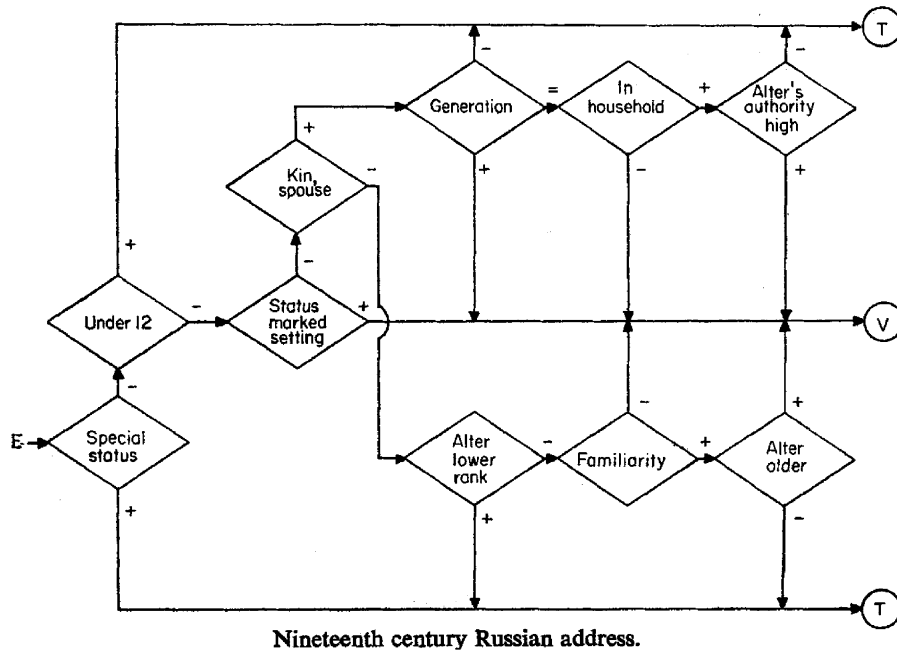 T
−
−
Generation
=
In
household
+
Alter's
authority
high
+
−
+
−
+
Kin,
spouse
+
−
Under 12
−
Status
marked
setting
+
V
−
−
+
E
Special
status
Alter
lower
rank
−
Familiarity
+
Alter
older
+
+
−
T
Nineteenth century Russian address.